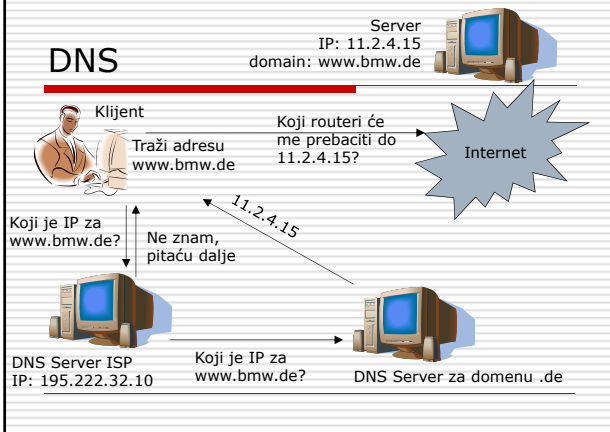 DNS
Server
IP: 11.2.4.15
domain: www.bmw.de
Klijent
Traži adresu
www.bmw.de
Koji routeri će
me prebaciti do
11.2.4.15?
Internet
11.2.4.15
Koji je IP za
www.bmw.de?
Ne znam,
pitaću dalje
DNS Server ISP
IP: 195.222.32.10
Koji je IP za
www.bmw.de?
DNS Server za domenu .de